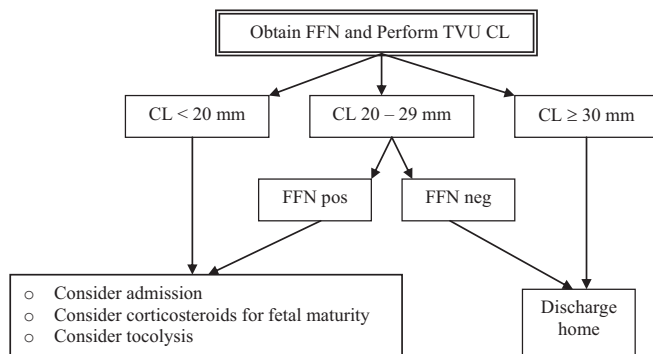 Obtain FFN and Perform TVU CL
CL < 20 mm
CL 20 – 29 mm
CL ≥ 30 mm
FFN pos
FFN neg
o Consider admission
o Consider corticosteroids for fetal maturity
o Consider tocolysis
Discharge
home